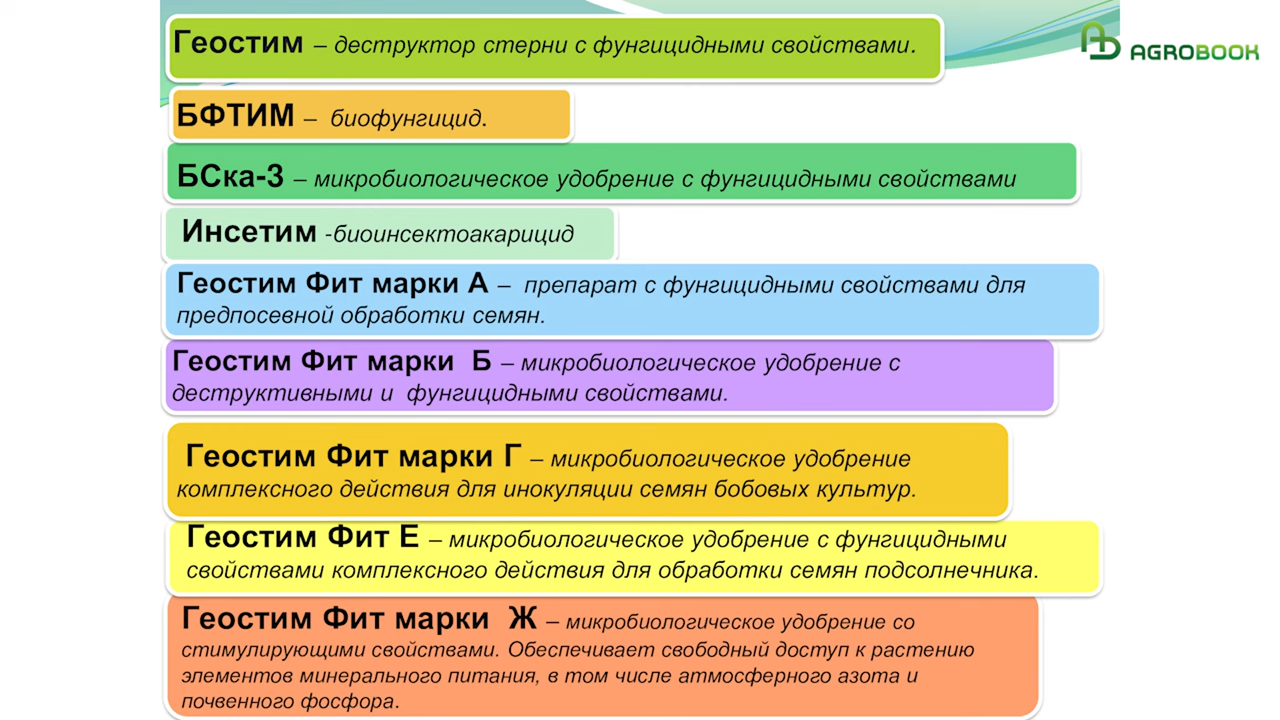 Геостим – деструктор стерни с фунгицидными свойствами.
AGROBOOK
БФТИМ – биофунгицид.
БСка-3 – микробиологическое удобрение с фунгицидными свойствами
Инсетим -биоинсектоакарицид
Геостим Фит марки А – препарат с фунгицидными свойствами для
предпосевной обработки семян.
Геостим Фит марки Б – микробиологическое удобрение с
деструктивными и фунгицидными свойствами.
Геостим Фит марки Г – микробиологическое удобрение
комплексного действия для инокуляции семян бобовых культур.
Геостим Фит Е – микробиологическое удобрение с фунгицидными
свойствами комплексного действия для обработки семян подсолнечника.
Геостим Фит марки Ж – микробиологическое удобрение со
стимулирующими свойствами. Обеспечивает свободный доступ к растению
элементов минерального питания, в том числе атмосферного азота и
почвенного фосфора.